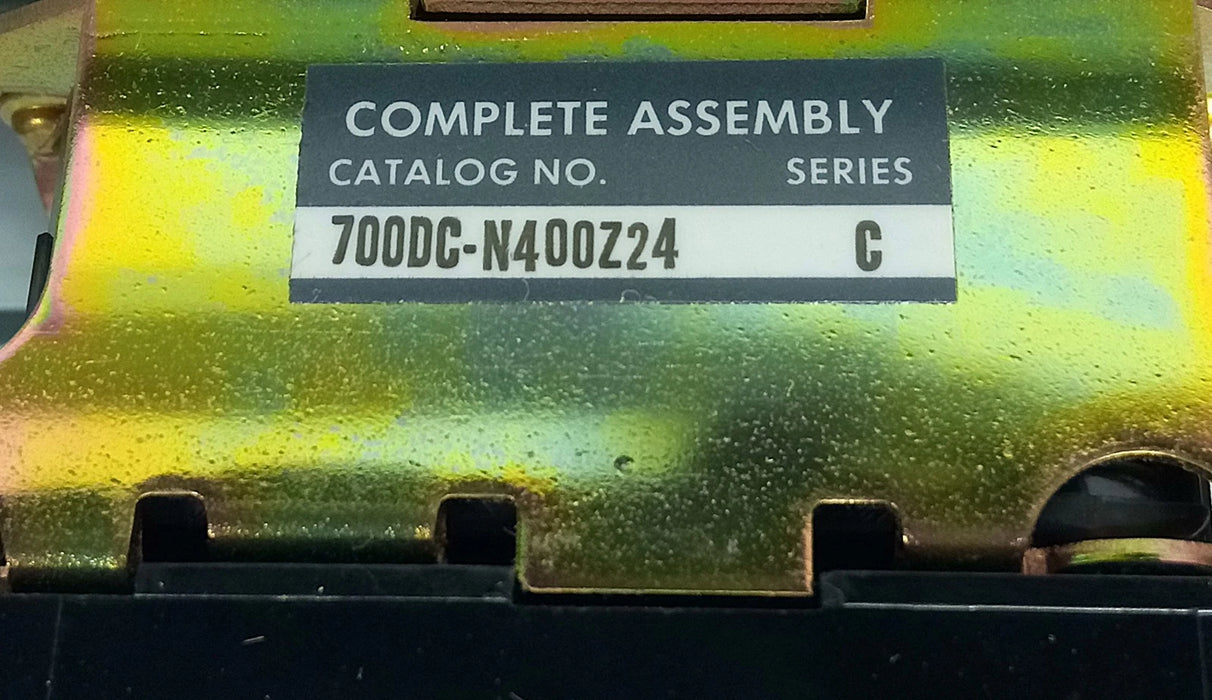 COMPLETE ASSEMBLY
CATALOG NO. SERIES
700DC-N400Z24 C